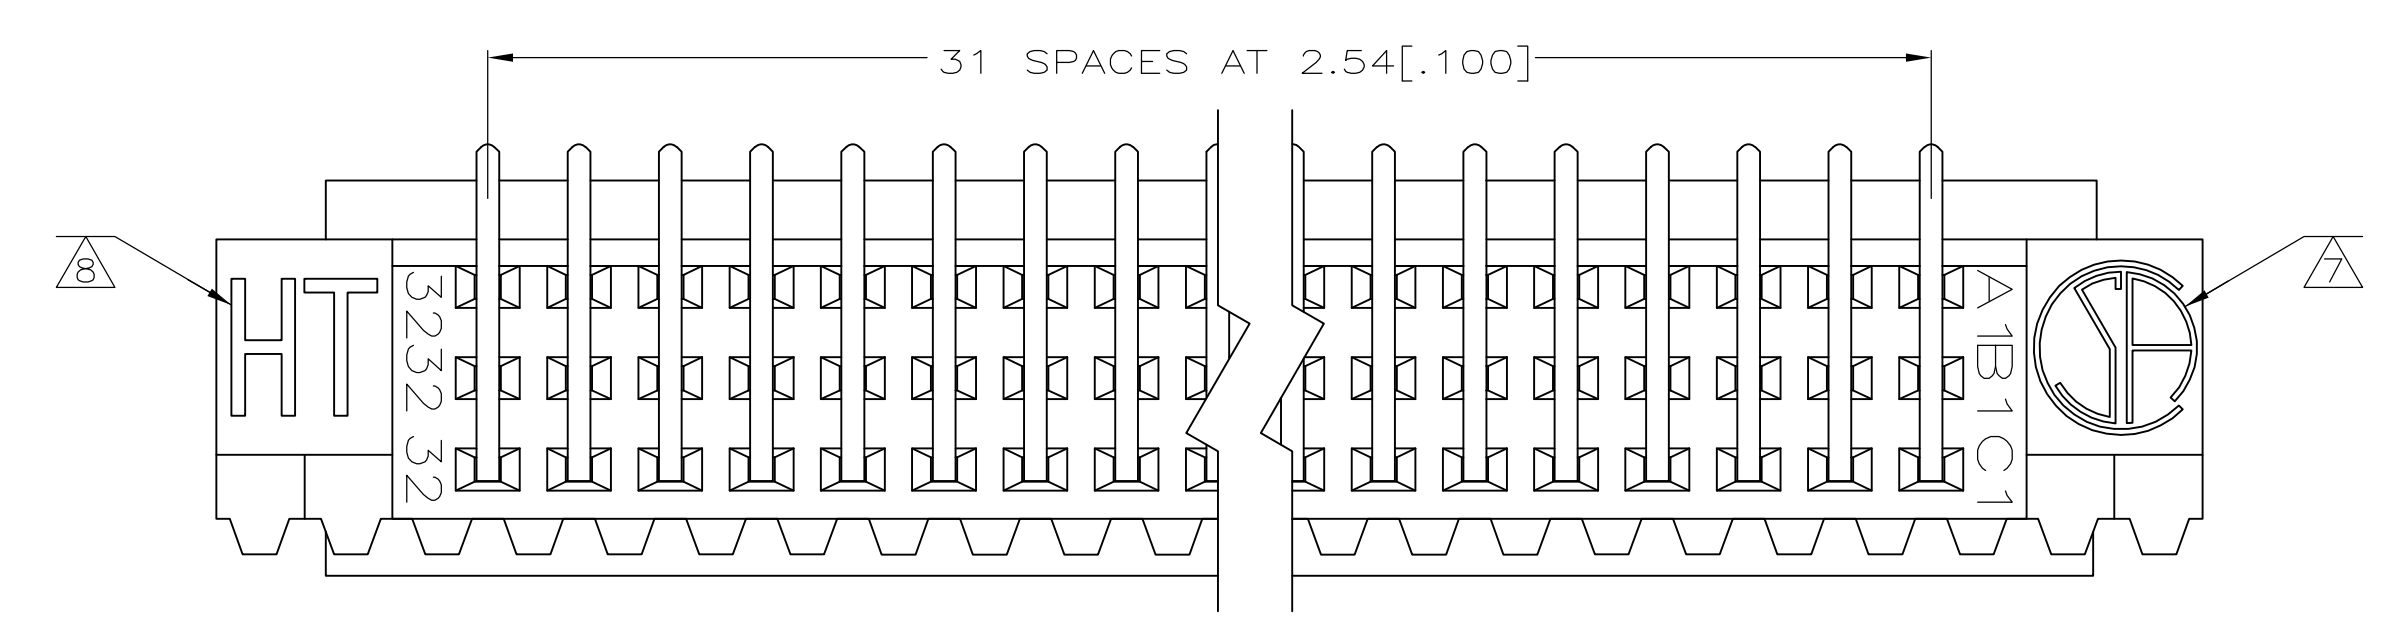 31 SPACES AT 2.54[.100]
8
7
HT
32 32 32
A1 B1 C1